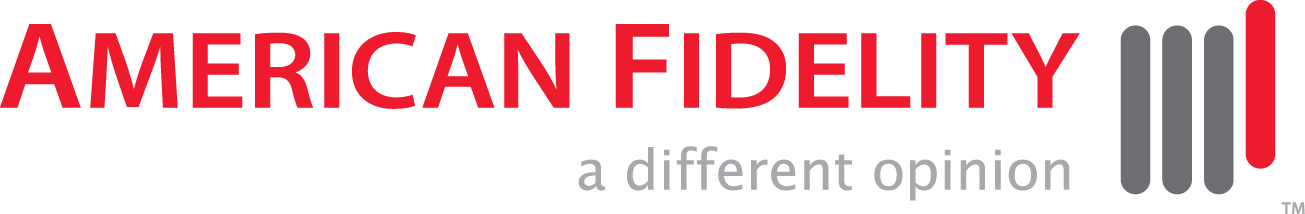 AMERICAN FIDELITY
a different opinion
TM